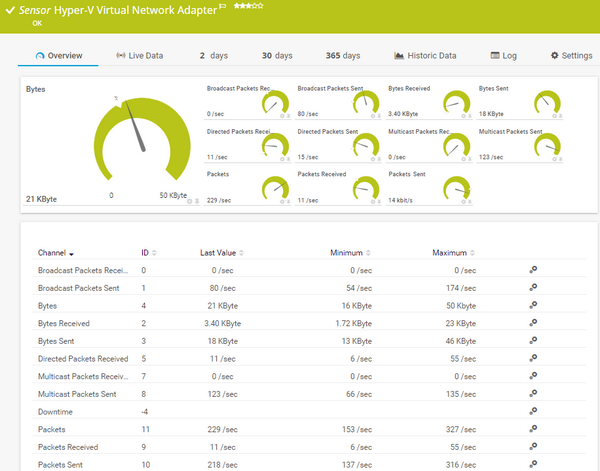 Sensor Hyper-V Virtual Network Adapter
OK
Overview Live Data 2 days 30 days 365 days Historic Data Log Settings
Bytes
21 KByte
0 50 KByte
Broadcast Packets Rec... Broadcast Packets Sent Bytes Received Bytes Sent
0 /sec 80 /sec 3.40 KByte 18 KByte
Directed Packets Recei... Directed Packets Sent Multicast Packets Rec... Multicast Packets Sent
11 /sec 15 /sec 0 /sec 123 /sec
Packets Packets Received Packets Sent
229 /sec 11 /sec 14 kbit/s
Channel ID Last Value Minimum Maximum
Broadcast Packets Recei... 0 0 /sec 0 /sec 0 /sec
Broadcast Packets Sent 1 80 /sec 54 /sec 174 /sec
Bytes 4 21 KByte 16 KByte 50 Kbyte
Bytes Received 2 3.40 KByte 1.72 KByte 23 KByte
Bytes Sent 3 18 KByte 13 KByte 46 KByte
Directed Packets Received 5 11 /sec 6 /sec 55 /sec
Multicast Packets Receiv... 7 0 /sec 0 /sec 0 /sec
Multicast Packets Sent 8 123 /sec 66 /sec 135 /sec
Downtime -4
Packets 11 229 /sec 153 /sec 327 /sec
Packets Received 9 11 /sec 6 /sec 55 /sec
Packets Sent 10 218 /sec 137 /sec 316 /sec